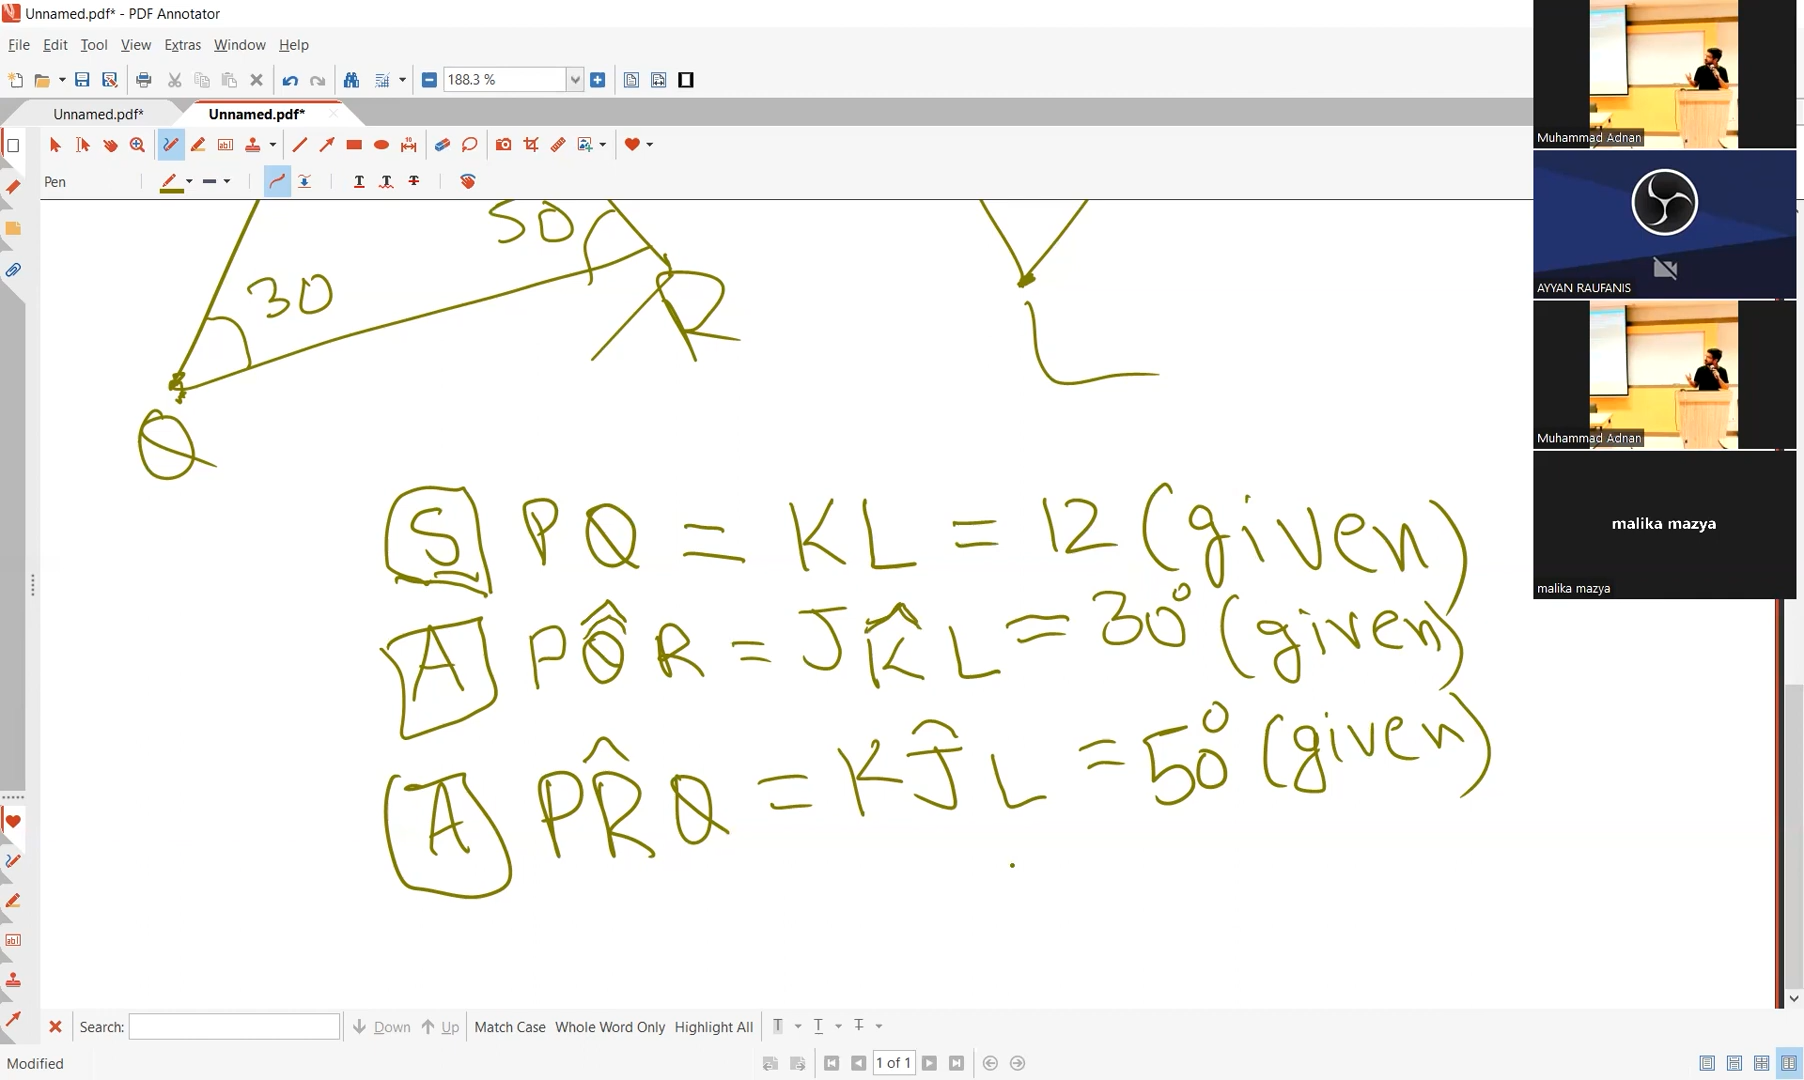 Unnamed.pdf* - PDF Annotator
File Edit Tool View Extras Window Help
188.3 %
Unnamed.pdf* Unnamed.pdf*
Pen
Muhammad Adnan
AYYAN RAUFANIS
Muhammad Adnan
malika mazya
malika mazya
50
30
R
L
Q
S PQ = KL = 12 (given)
A PQ̂R = JK̂L = 30° (given)
A PR̂Q = KĴL = 50° (given)
Search: Down Up Match Case Whole Word Only Highlight All
Modified 1 of 1